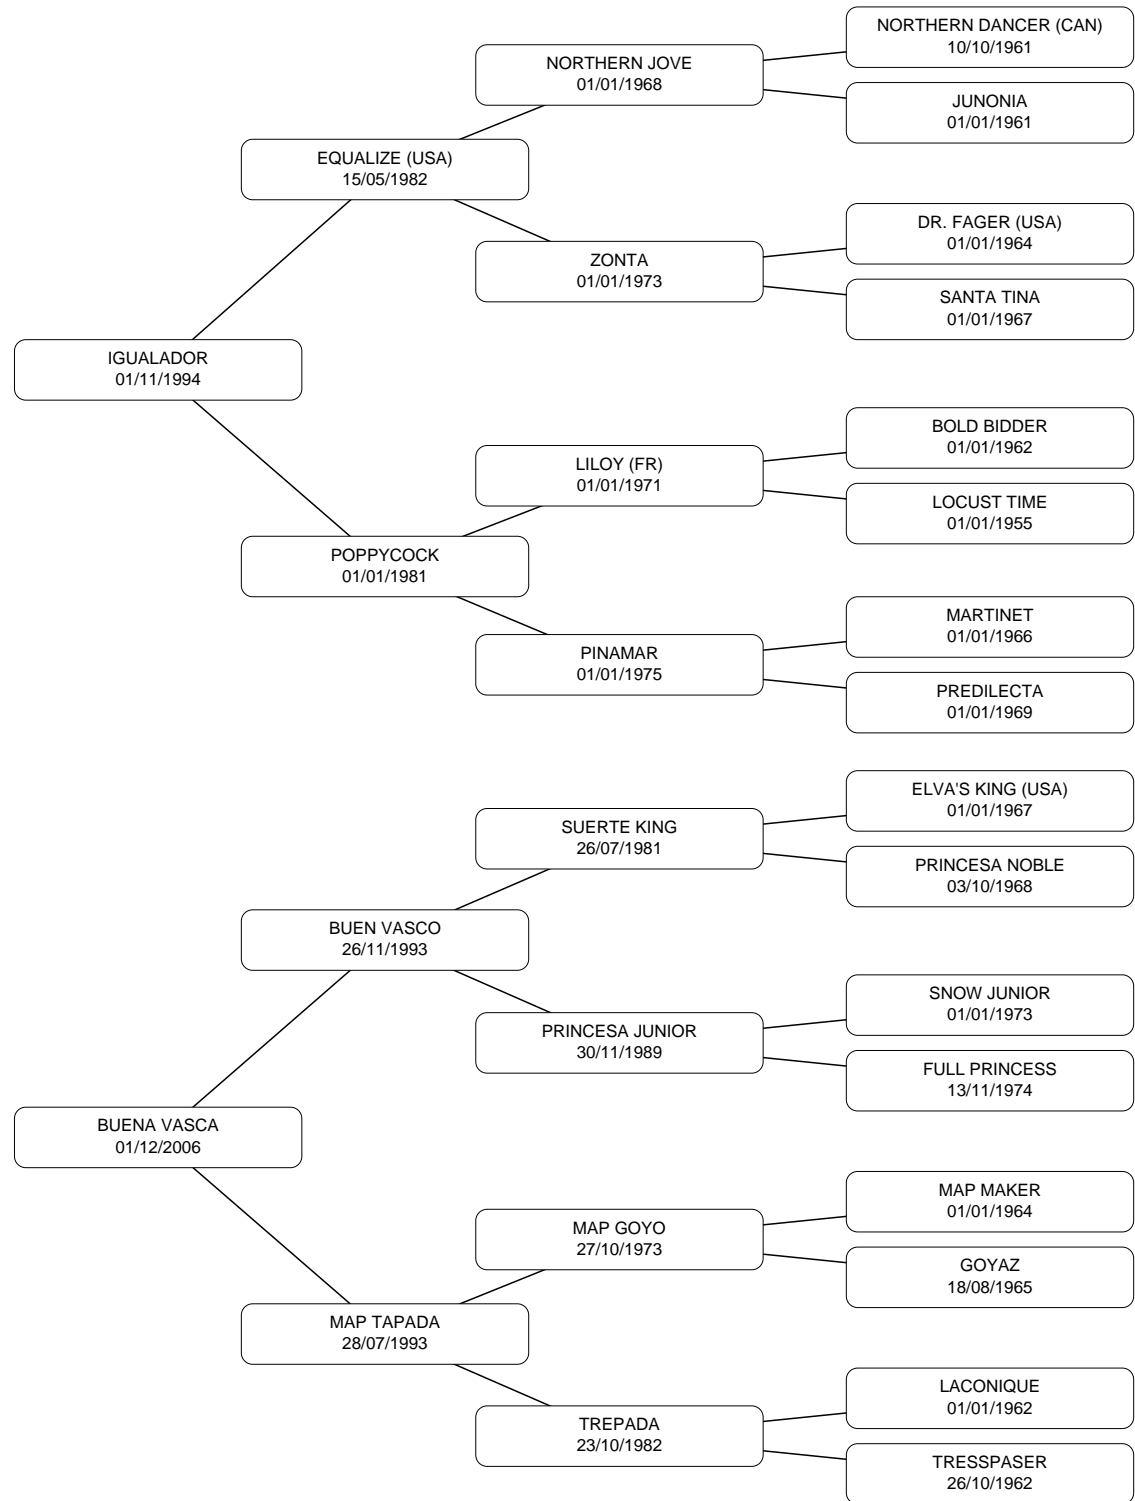 NORTHERN DANCER (CAN)
10/10/1961
NORTHERN JOVE
01/01/1968
JUNONIA
01/01/1961
EQUALIZE (USA)
15/05/1982
DR. FAGER (USA)
01/01/1964
ZONTA
01/01/1973
SANTA TINA
01/01/1967
IGUALADOR
01/11/1994
BOLD BIDDER
01/01/1962
LILOY (FR)
01/01/1971
LOCUST TIME
01/01/1955
POPPYCOCK
01/01/1981
MARTINET
01/01/1966
PINAMAR
01/01/1975
PREDILECTA
01/01/1969
ELVA'S KING (USA)
01/01/1967
SUERTE KING
26/07/1981
PRINCESA NOBLE
03/10/1968
BUEN VASCO
26/11/1993
SNOW JUNIOR
01/01/1973
PRINCESA JUNIOR
30/11/1989
FULL PRINCESS
13/11/1974
BUENA VASCA
01/12/2006
MAP MAKER
01/01/1964
MAP GOYO
27/10/1973
GOYAZ
18/08/1965
MAP TAPADA
28/07/1993
LACONIQUE
01/01/1962
TREPADA
23/10/1982
TRESSPASER
26/10/1962